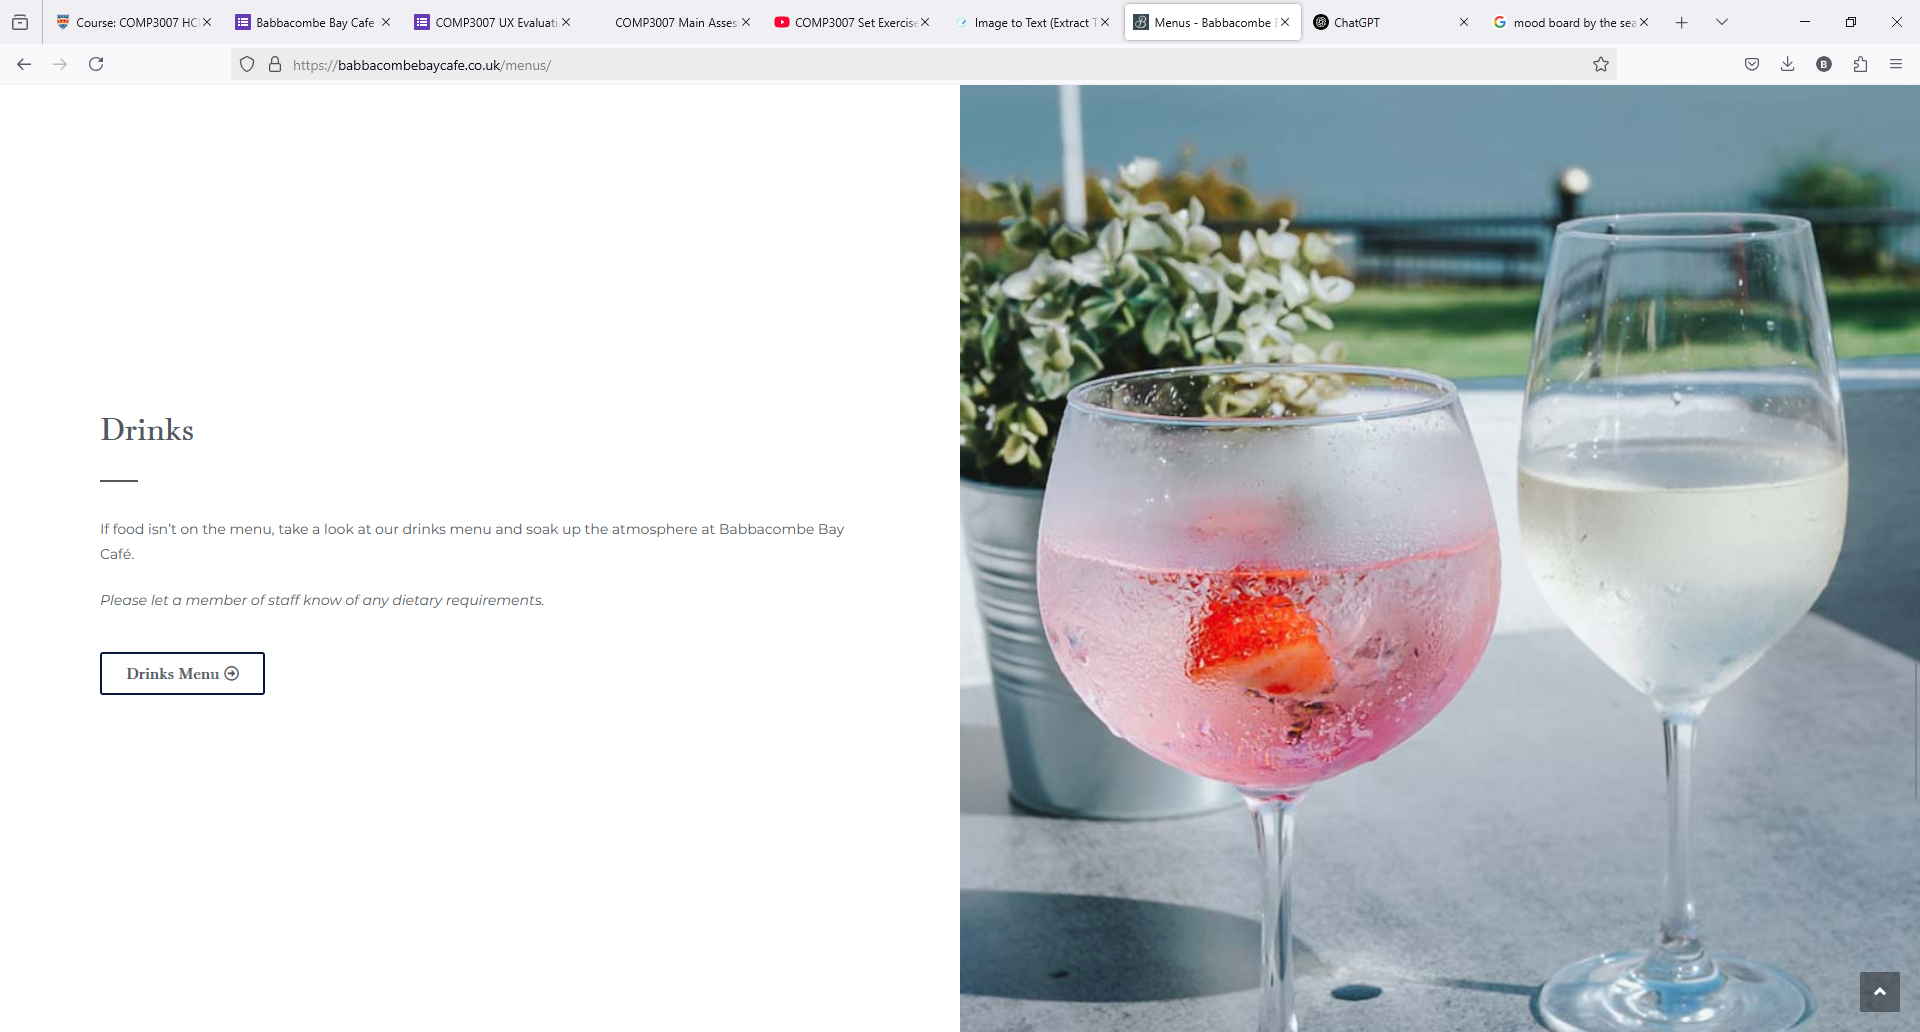 Course: COMP3007 HC
Babbacombe Bay Cafe
COMP3007 UX Evaluati
COMP3007 Main Asses
COMP3007 Set Exercise
Image to Text (Extract T
Menus - Babbacombe B
ChatGPT
mood board by the sea
https://babbacombebaycafe.co.uk/menus/
B
Drinks
If food isn’t on the menu, take a look at our drinks menu and soak up the atmosphere at Babbacombe Bay
Café.
Please let a member of staff know of any dietary requirements.
Drinks Menu